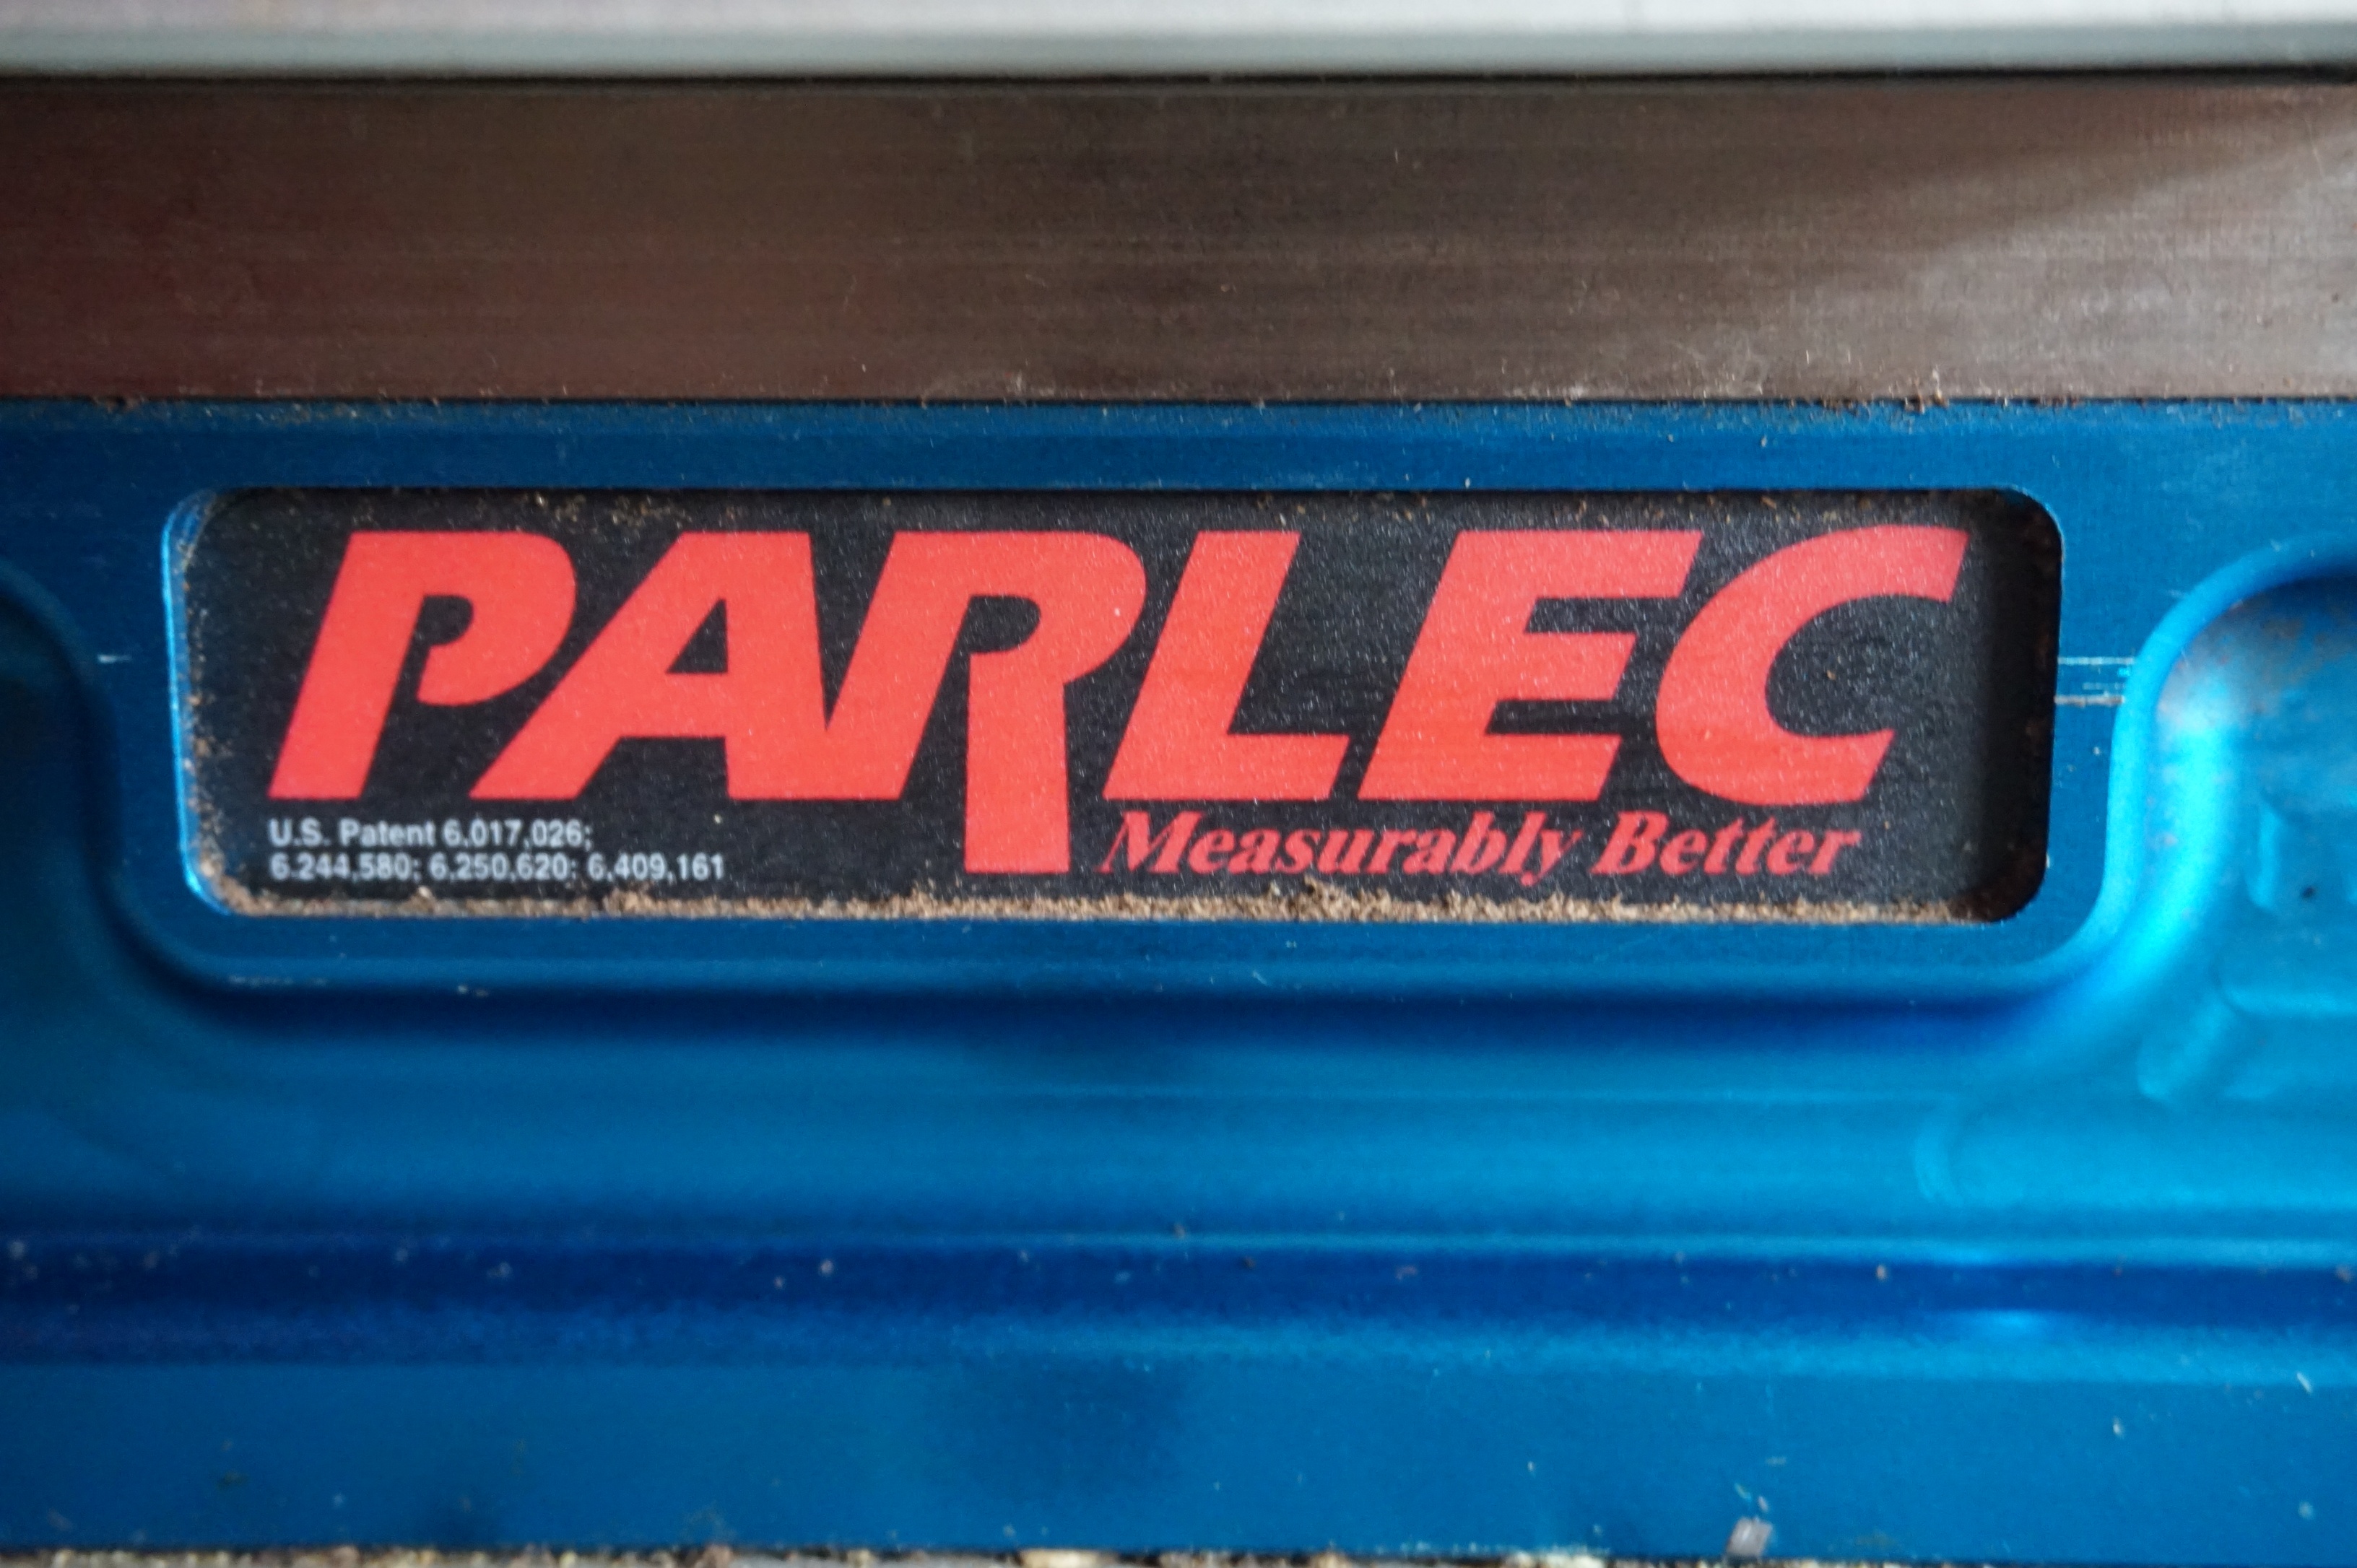 PARLEC
Measurably Better
U.S. Patent 6,017,026;
6.244,580; 6,250,620; 6,409,161